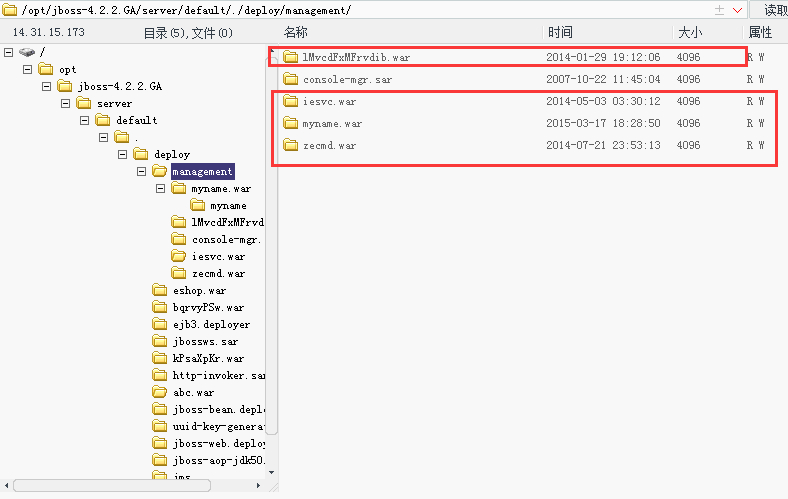 /opt/jboss-4.2.2.GA/server/default/./deploy/management/ 读取
14.31.15.173 目录(5),文件(0) 名称 时间 大小 属性
/
opt
jboss-4.2.2.GA
server
default
.
deploy
management
myname.war
myname
lMvcdFxMFrvd
console-mgr.
iesvc.war
zecmd.war
eshop.war
bqrvyPSw.war
ejb3.deployer
jbossws.sar
kPsaXpKr.war
http-invoker.sar
abc.war
jboss-bean.deplo
uuid-key-genera
jboss-web.deploy
jboss-aop-jdk50.
jms
lMvcdFxMFrvdib.war 2014-01-29 19:12:06 4096 R W
console-mgr.sar 2007-10-22 11:45:04 4096 R W
iesvc.war 2014-05-03 03:30:12 4096 R W
myname.war 2015-03-17 18:28:50 4096 R W
zecmd.war 2014-07-21 23:53:13 4096 R W